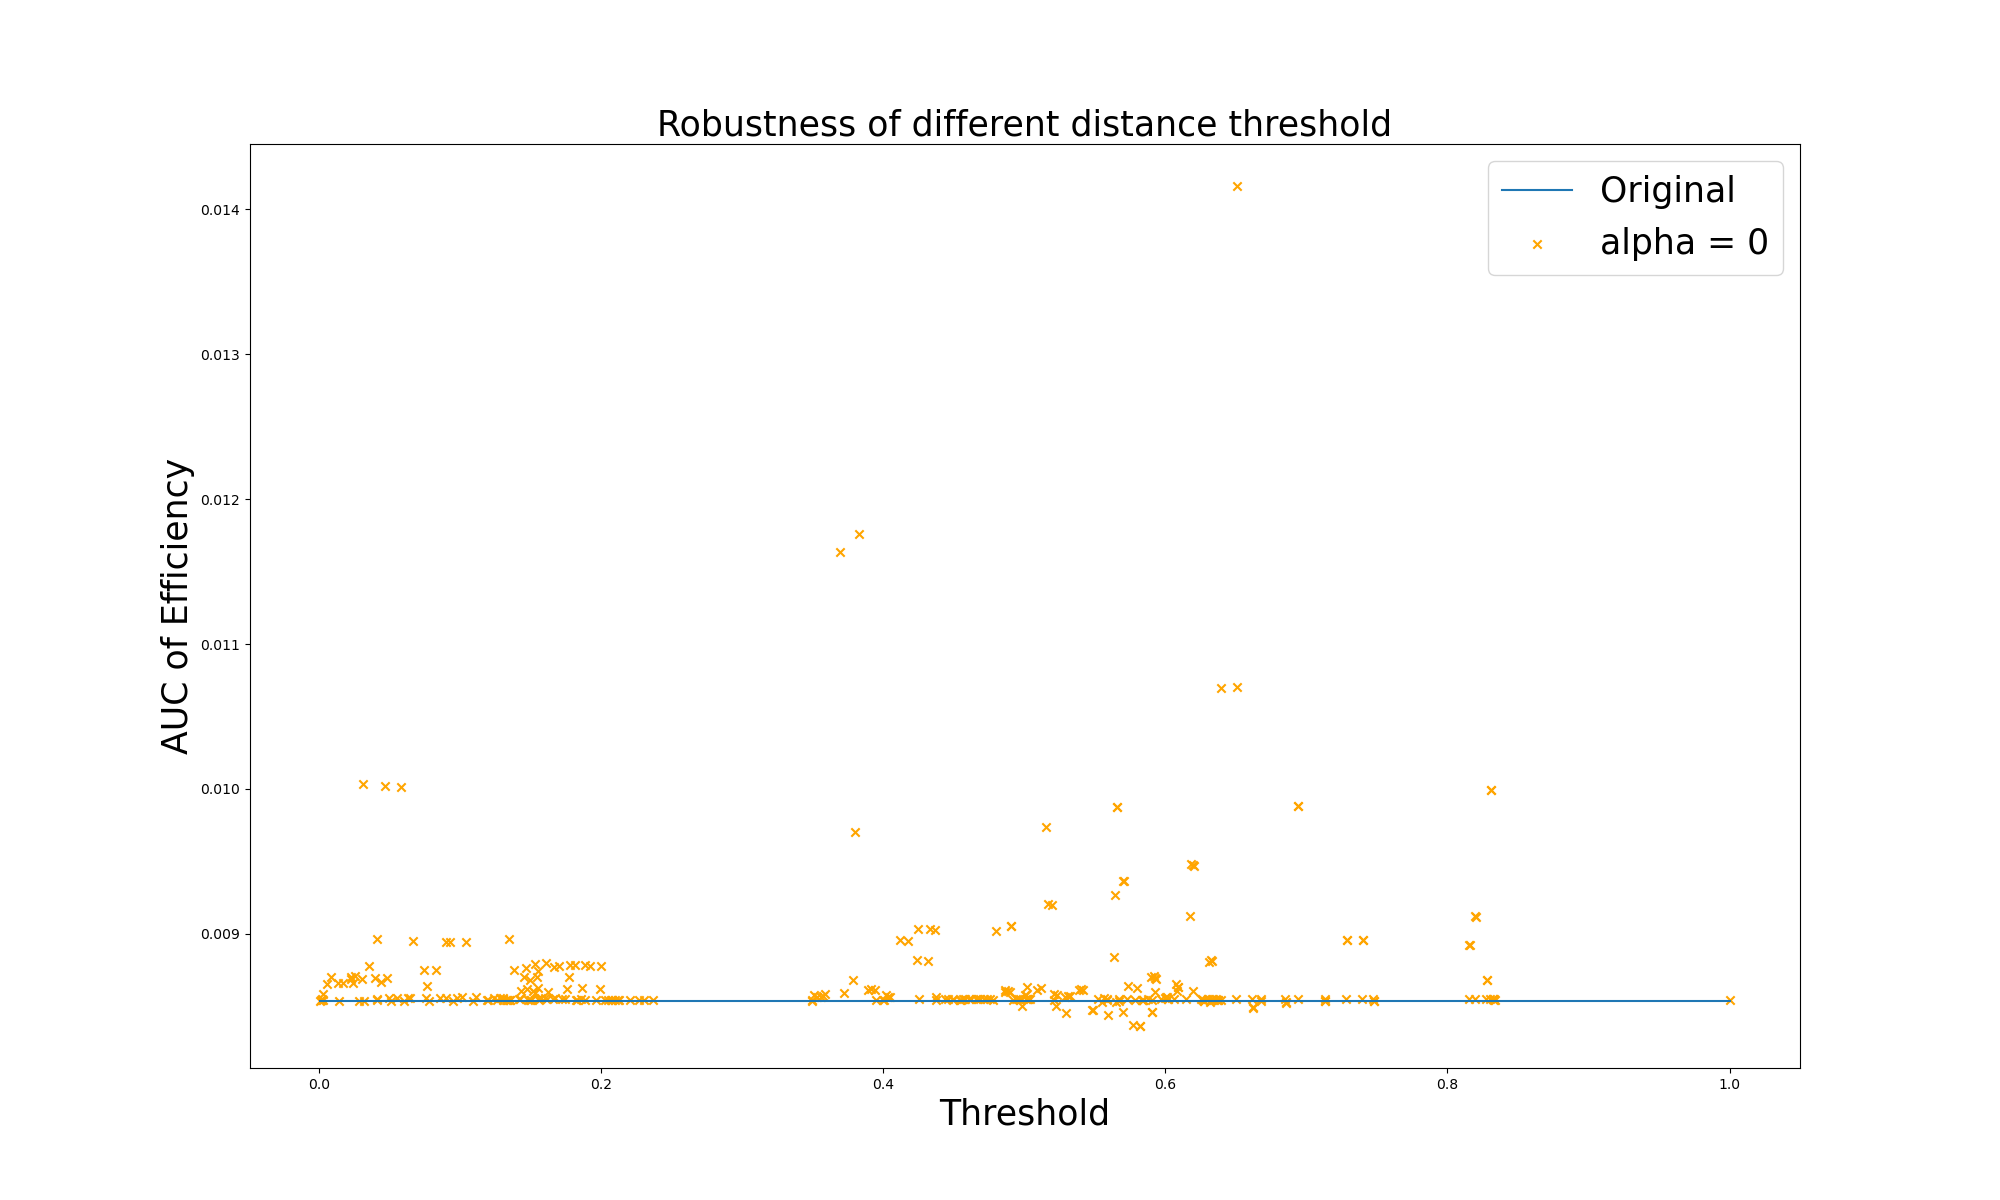 Robustness of different distance threshold
Original
alpha = 0
AUC of Efficiency
0.014
0.013
0.012
0.011
0.010
0.009
0.0 0.2 0.4 0.6 0.8 1.0
Threshold